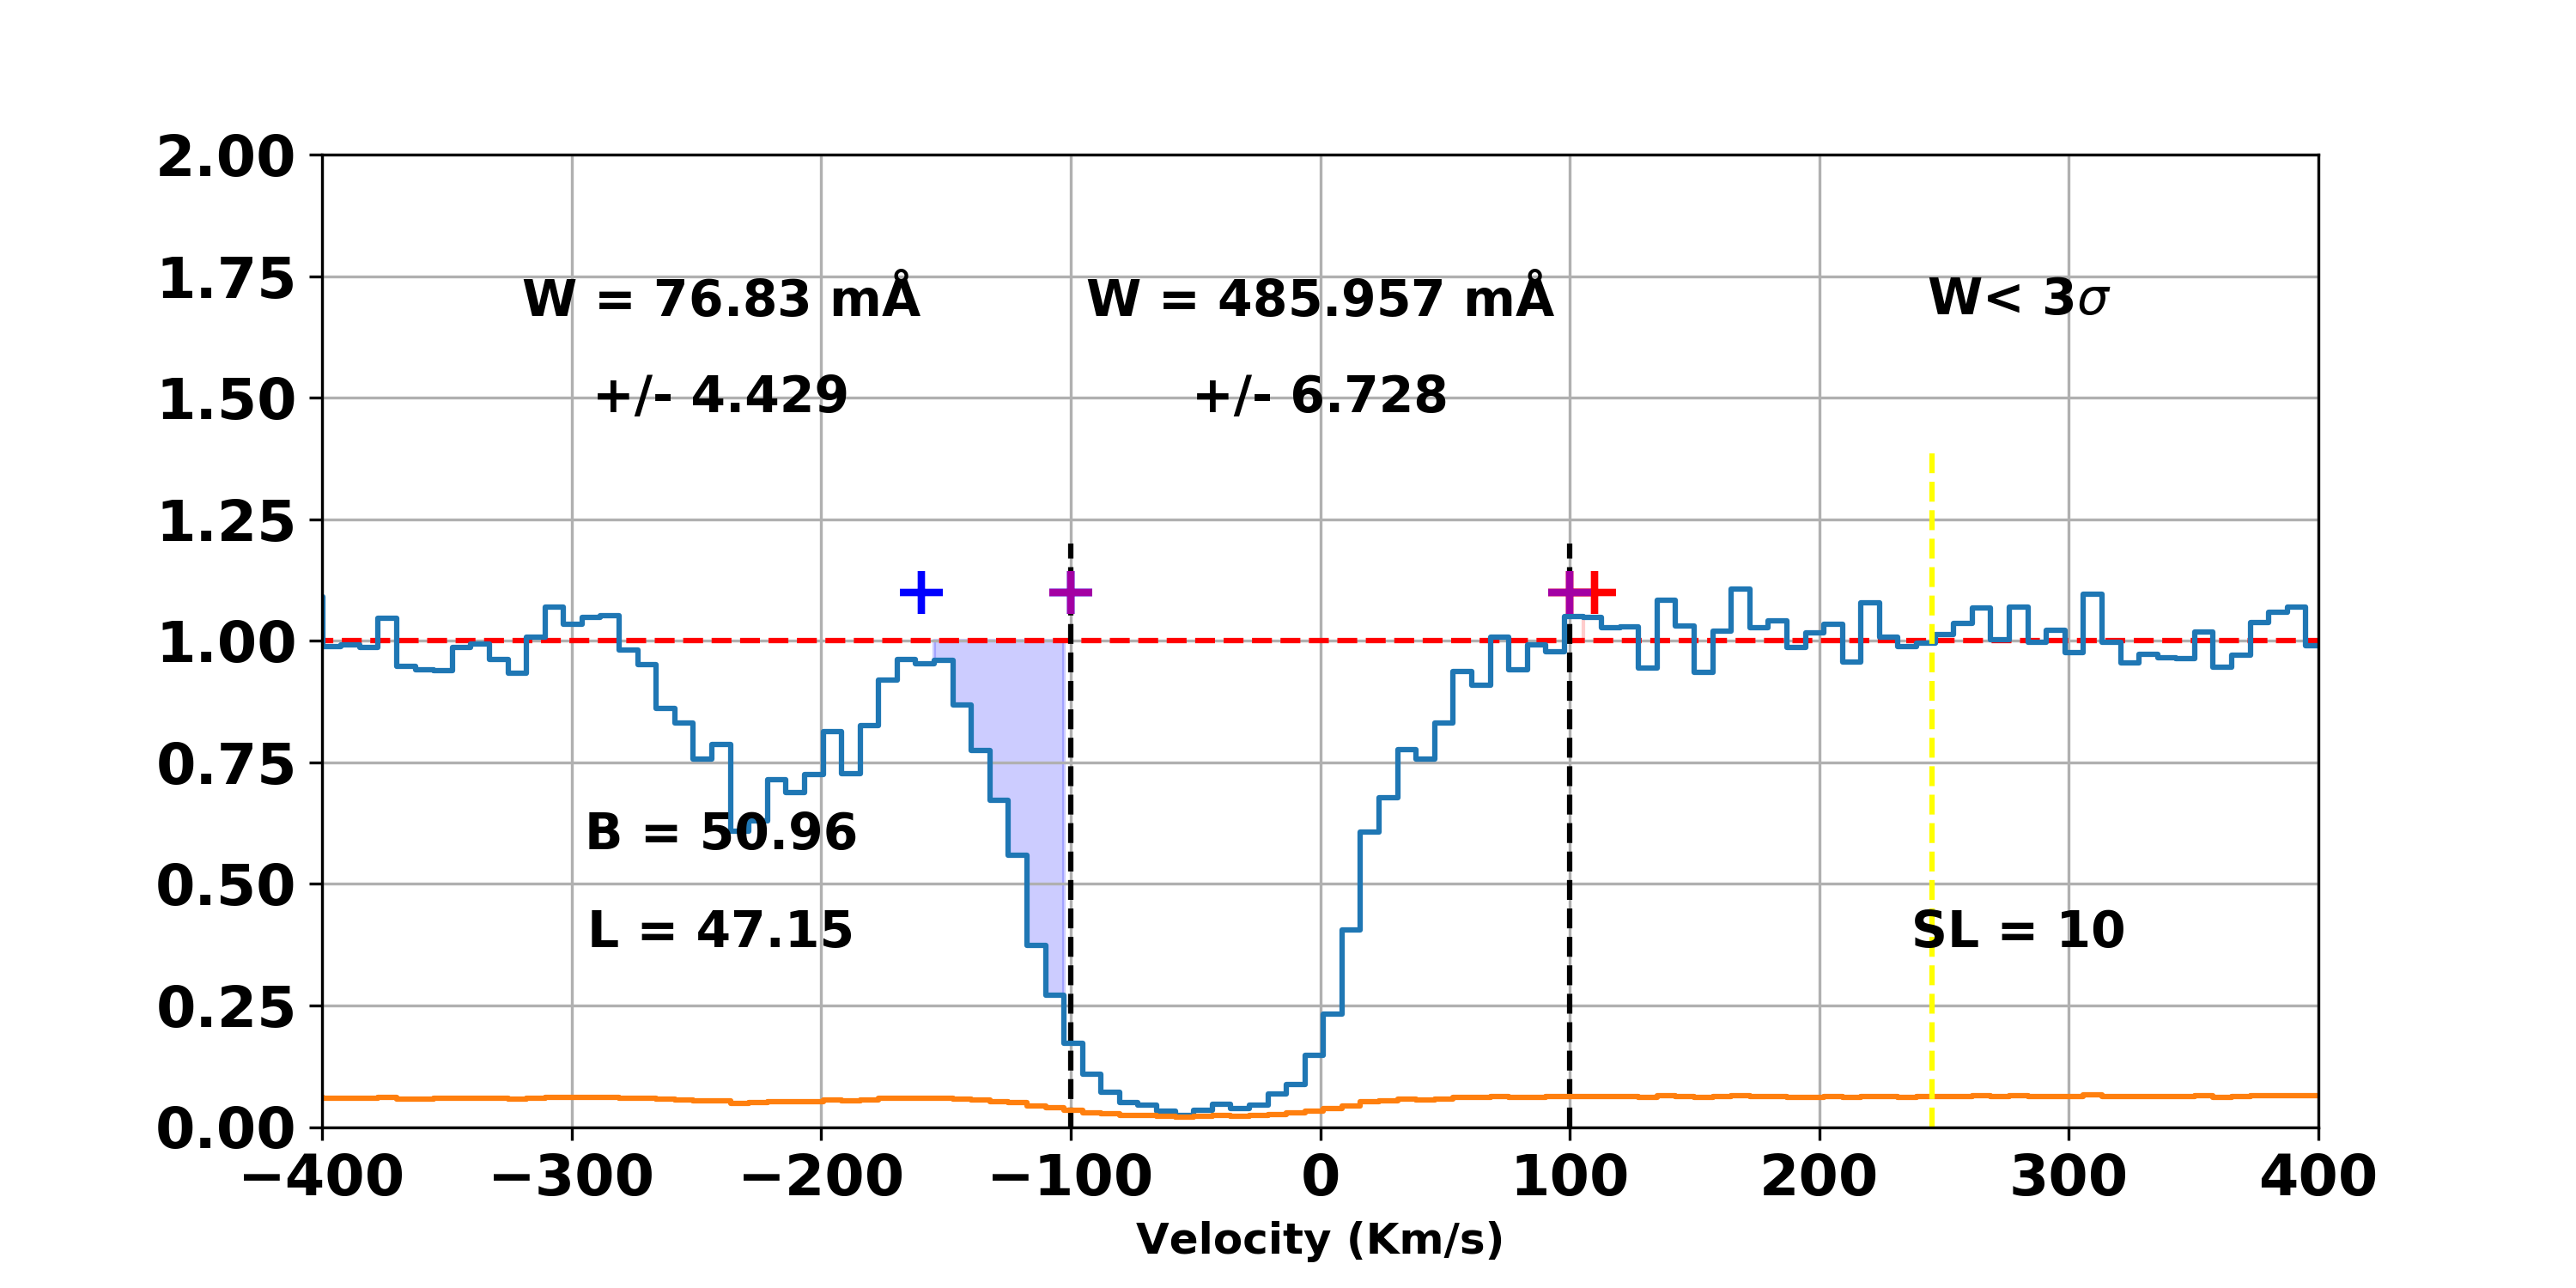 2.00
1.75
1.50
1.25
1.00
0.75
0.50
0.25
0.00
W = 76.83 mÅ
+/- 4.429
W = 485.957 mÅ
+/- 6.728
W< 3σ
B = 50.96
L = 47.15
SL = 10
−400 −300 −200 −100 0 100 200 300 400
Velocity (Km/s)